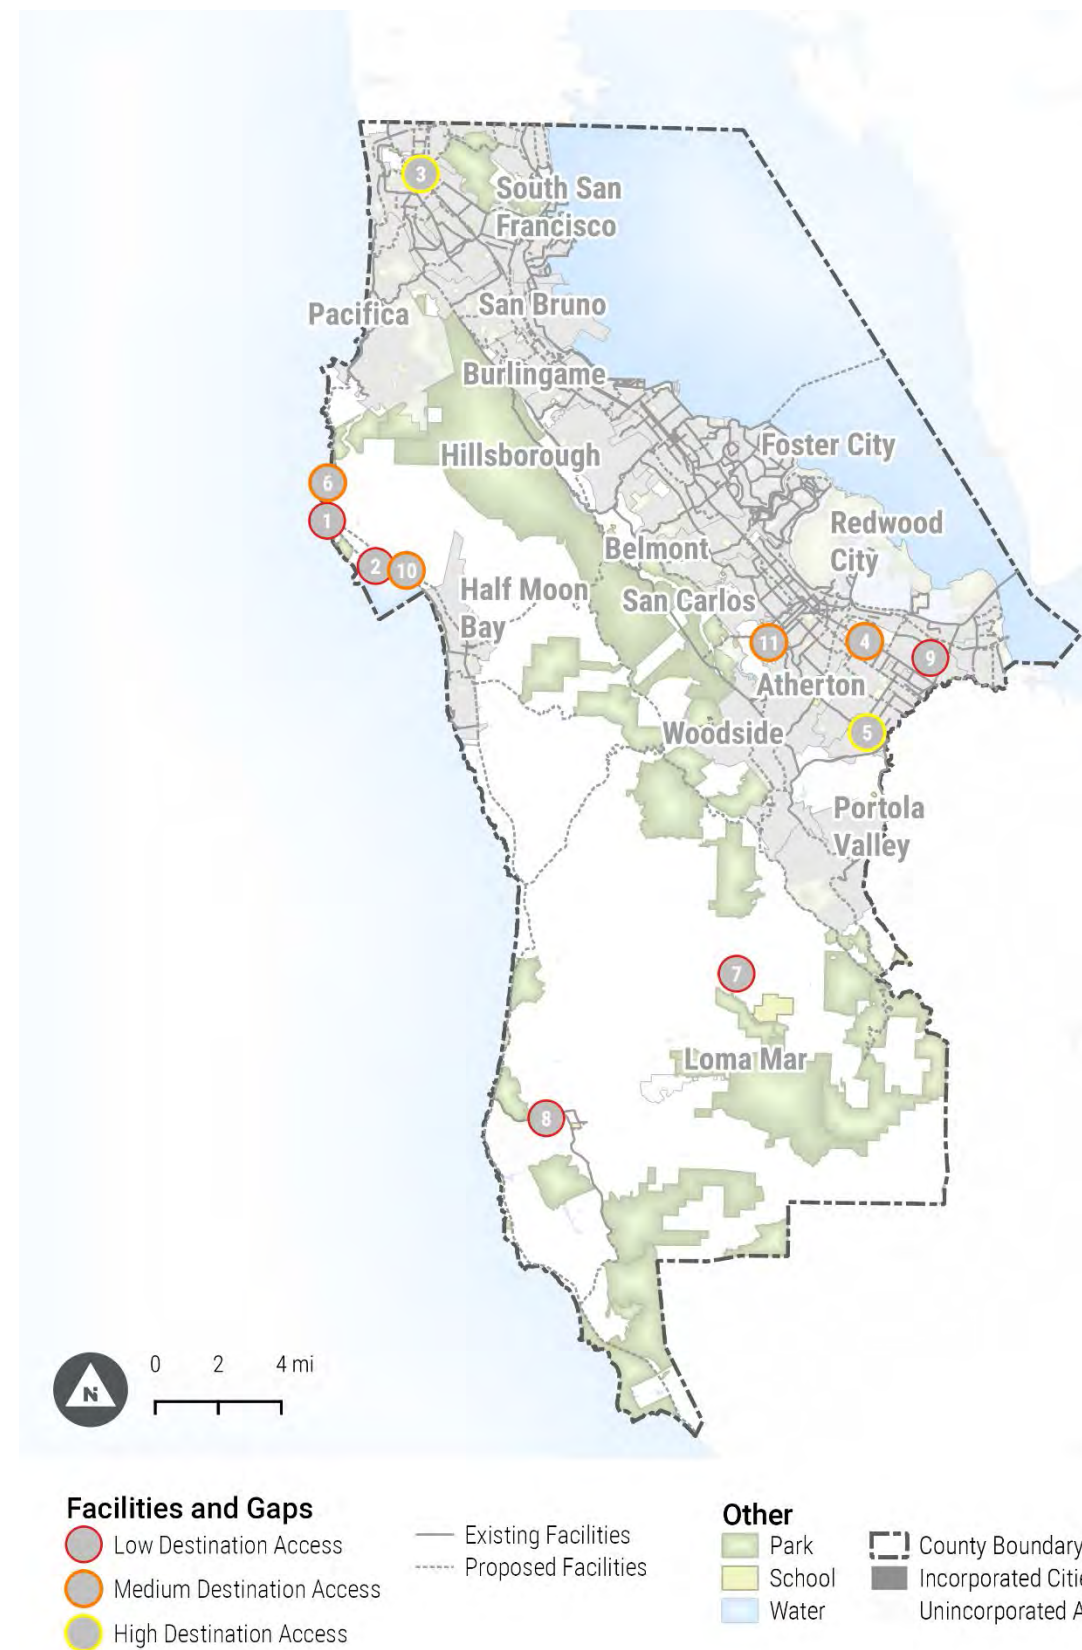 3
South San
Francisco
Pacifica
San Bruno
Burlingame
Hillsborough
Foster City
6
1
Redwood
City
Belmont
2
10
Half Moon
Bay
San Carlos
11
4
9
Atherton
Woodside
5
Portola
Valley
7
Loma Mar
8
0 2 4 mi
N
Facilities and Gaps
Low Destination Access
Medium Destination Access
High Destination Access
Existing Facilities
Proposed Facilities
Other
Park
School
Water
County Boundary
Incorporated Citie
Unincorporated A